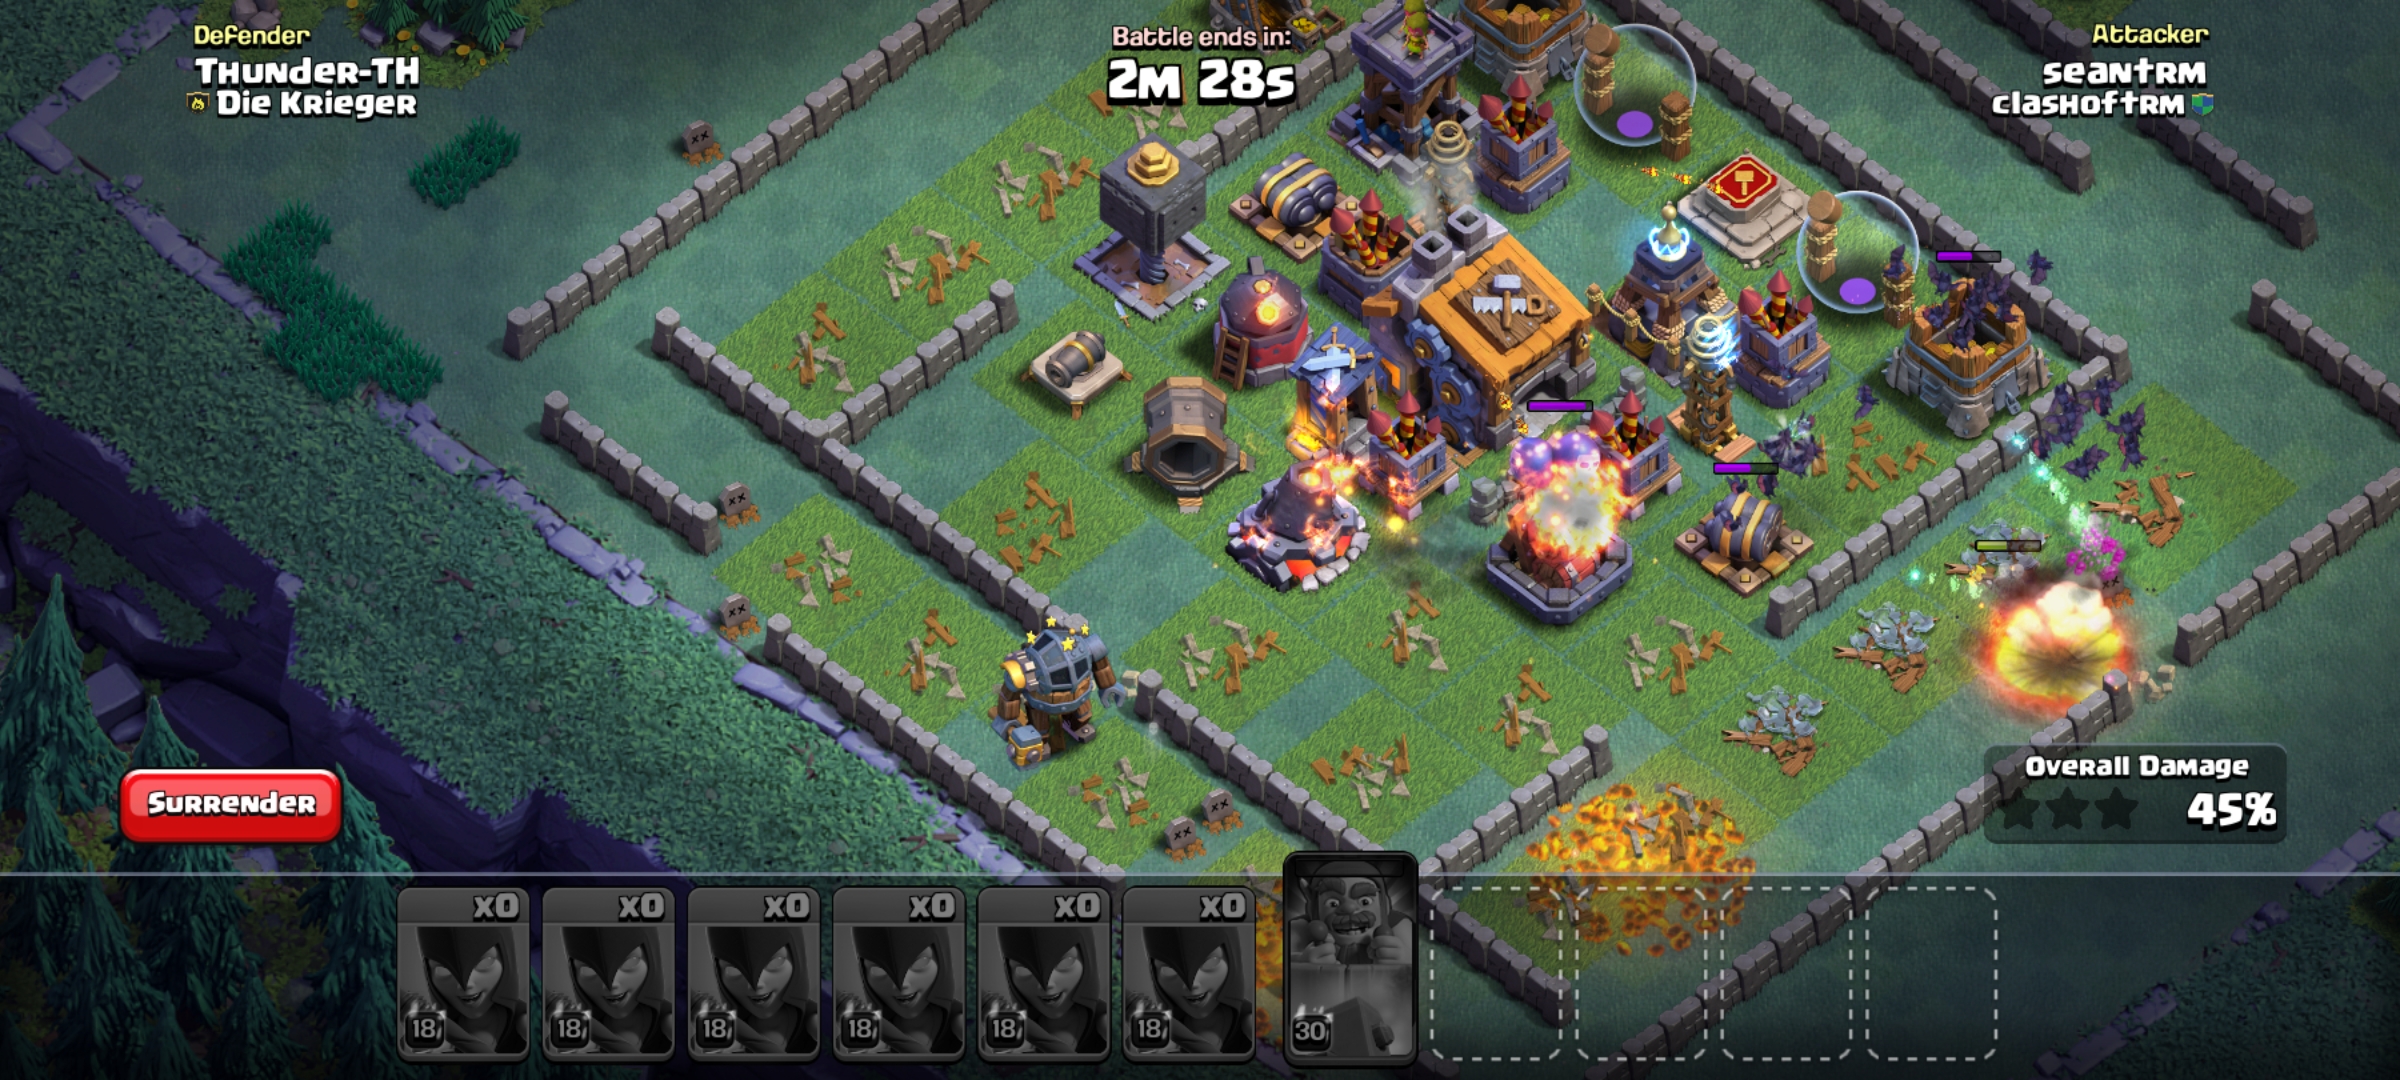 Defender
Thunder-TH
Die Krieger
Battle ends in:
2M 28s
Attacker
seantRM
clashoftRM
Surrender
Overall Damage
45%
x0
x0
x0
x0
x0
x0
18
18
18
18
18
18
30